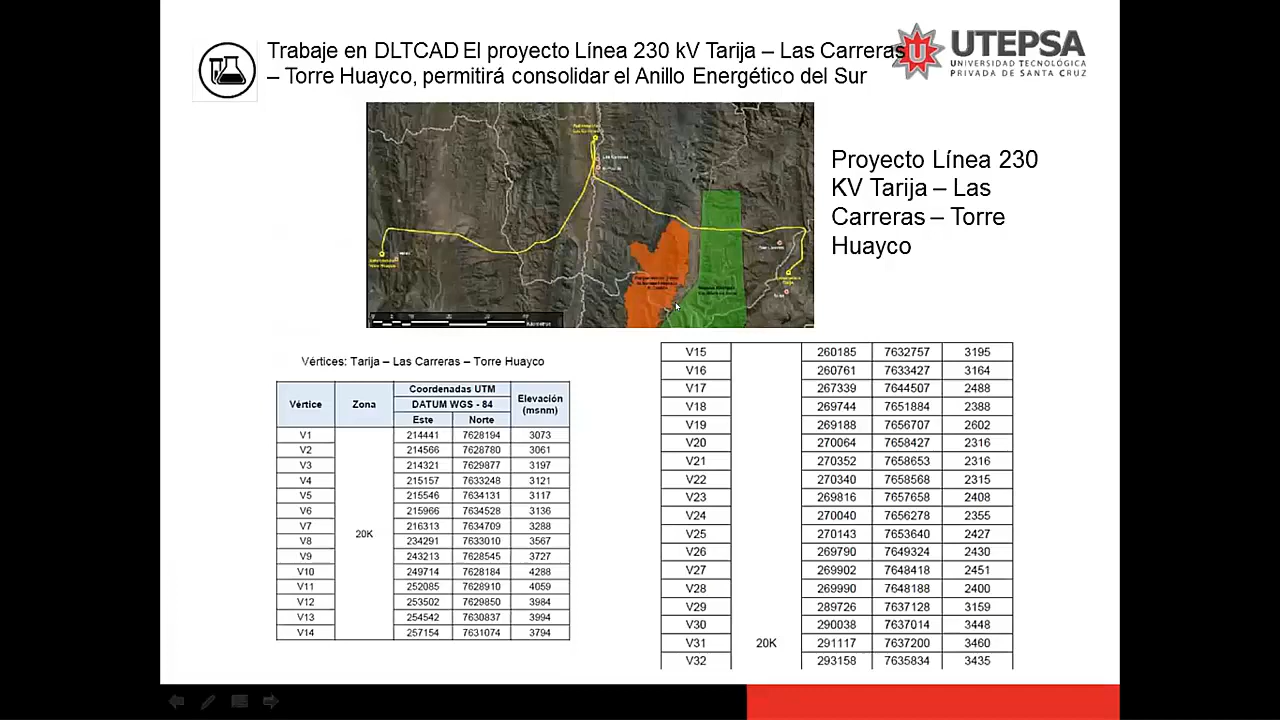 Trabaje en DLTCAD El proyecto Línea 230 kV Tarija – Las Carreras
– Torre Huayco, permitirá consolidar el Anillo Energético del Sur
UTEPSA
UNIVERSIDAD TECNOLÓGICA
PRIVADA DE SANTA CRUZ
Proyecto Línea 230
KV Tarija – Las
Carreras – Torre
Huayco
Vértices: Tarija – Las Carreras – Torre Huayco
Vértice Zona Coordenadas UTM Elevación
DATUM WGS - 84 (msnm)
Este Norte
V1 214441 7628194 3073
V2 214566 7628780 3061
V3 214321 7629877 3197
V4 215157 7633248 3121
V5 215546 7634131 3117
V6 215966 7634528 3136
V7 216313 7634709 3288
20K
V8 234291 7633010 3567
V9 243213 7628545 3727
V10 249714 7628184 4288
V11 252085 7628910 4059
V12 253502 7629850 3984
V13 254542 7630837 3994
V14 257154 7631074 3794
V15 260185 7632757 3195
V16 260761 7633427 3164
V17 267339 7644507 2488
V18 269744 7651884 2388
V19 269188 7656707 2602
V20 270064 7658427 2316
V21 270352 7658653 2316
V22 270340 7658568 2315
V23 269816 7657658 2408
V24 270040 7656278 2355
V25 270143 7653640 2427
V26 269790 7649324 2430
V27 269902 7648418 2451
V28 269990 7648188 2400
V29 289726 7637128 3159
V30 290038 7637014 3448
V31 20K 291117 7637200 3460
V32 293158 7635834 3435